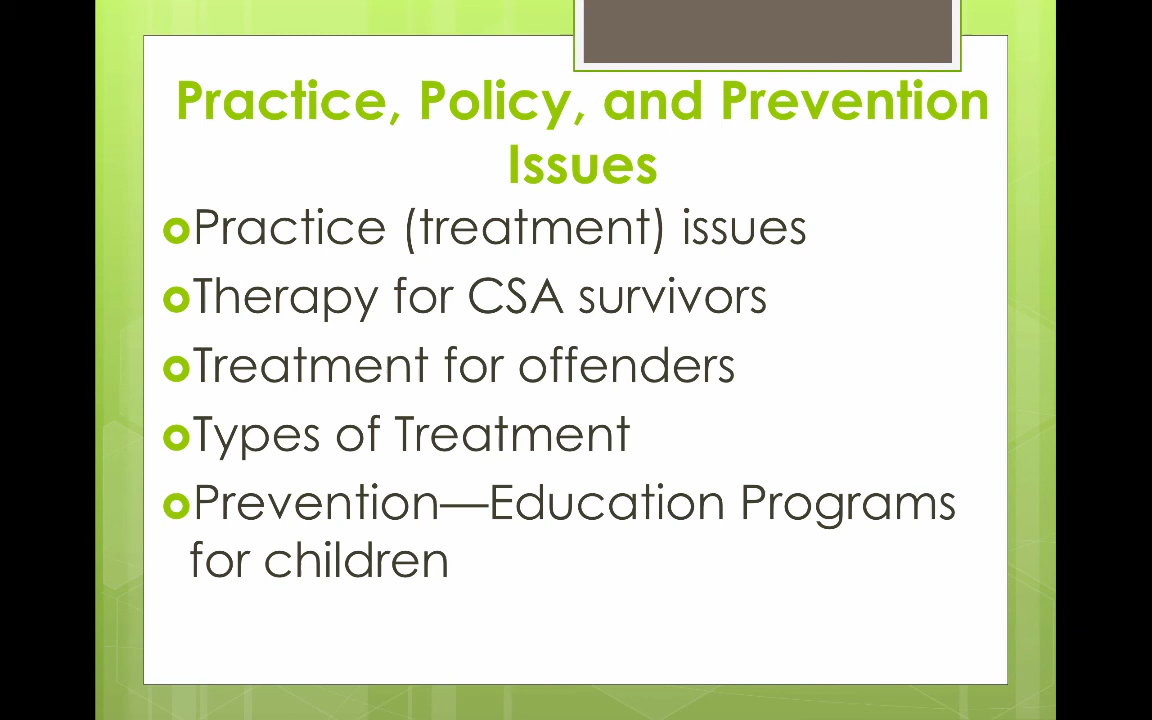 Practice, Policy, and Prevention
Issues
Practice (treatment) issues
Therapy for CSA survivors
Treatment for offenders
Types of Treatment
Prevention—Education Programs
for children